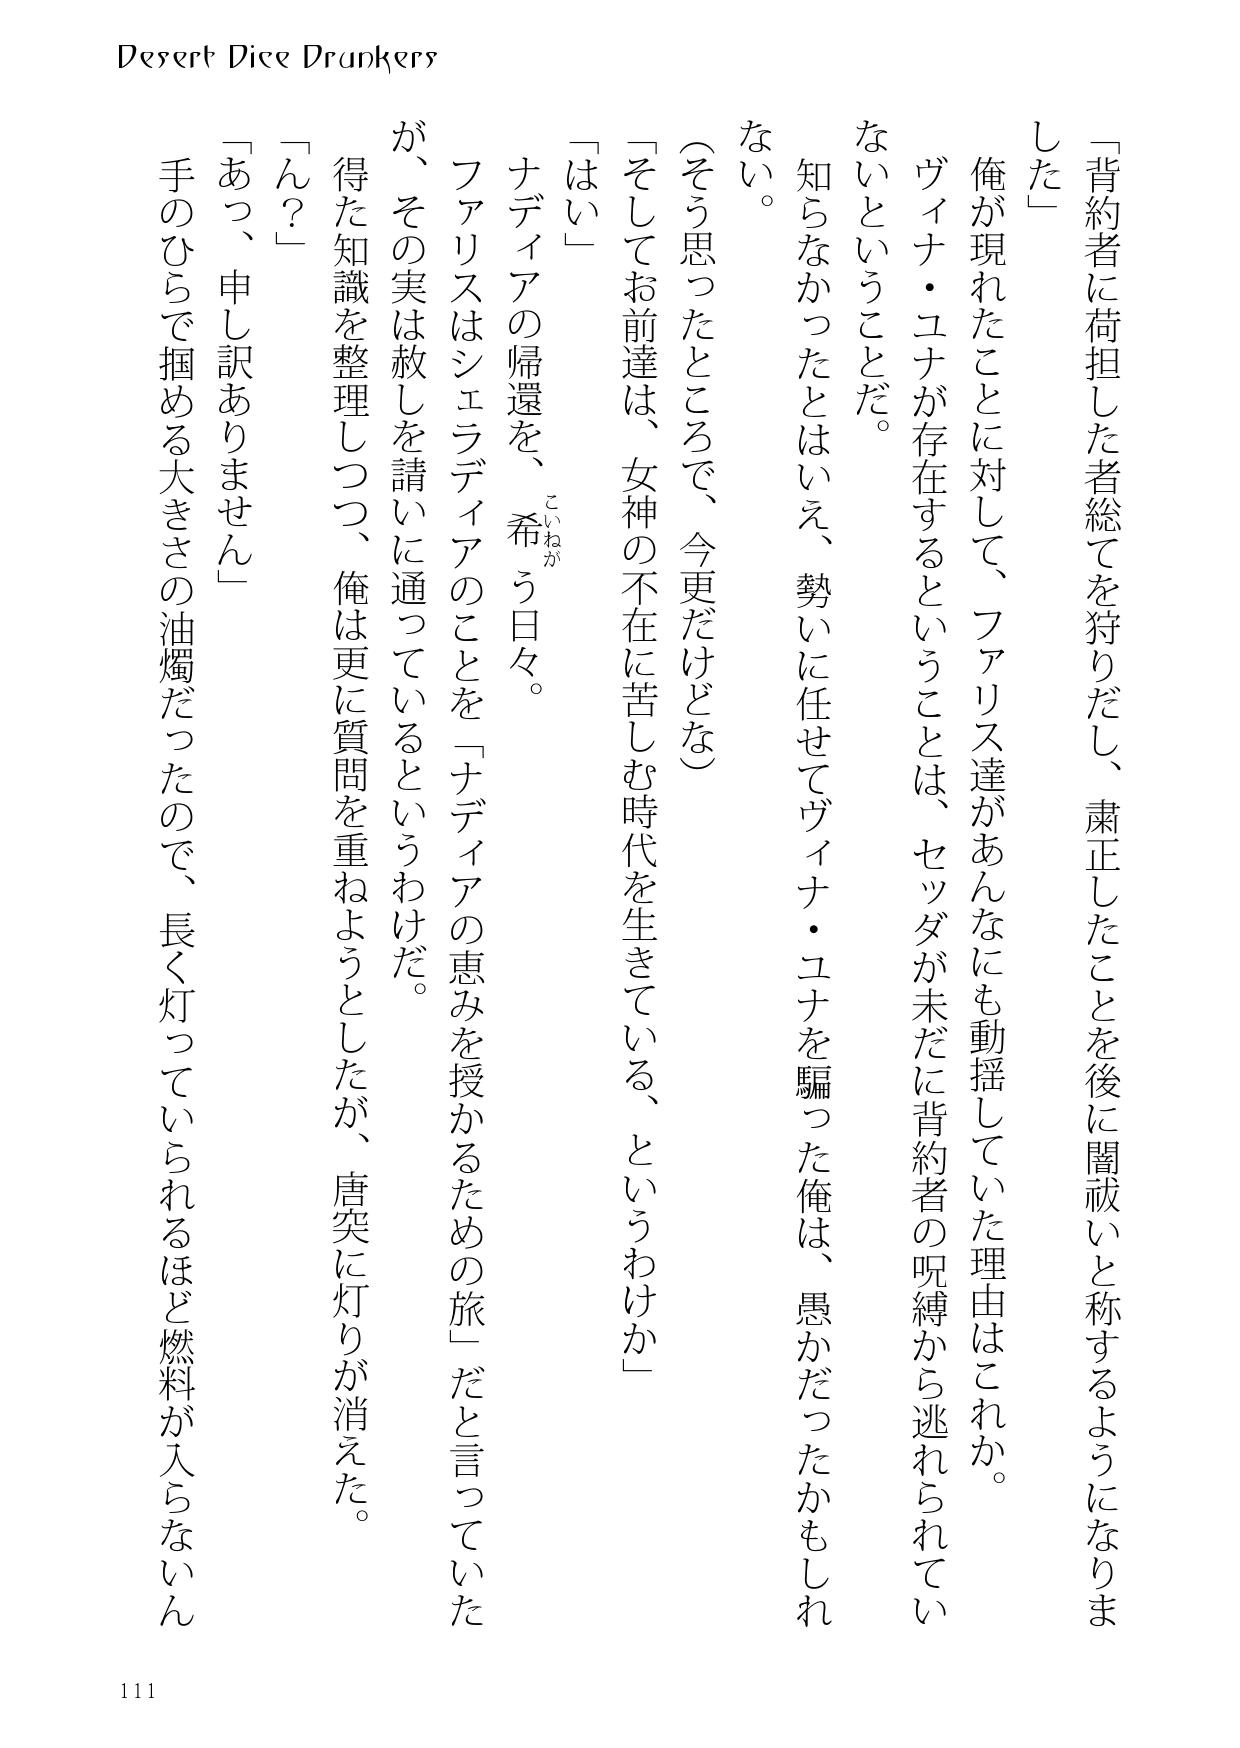 Desert Dice Drunkers
「背約者に荷担した者総てを狩りだし、粛正したことを後に闇祓いと称するようになりま
した」
　俺が現れたことに対して、ファリス達があんなにも動揺していた理由はこれか。
　ヴィナ・ユナが存在するということは、セッダが未だに背約者の呪縛から逃れられてい
ないということだ。
　知らなかったとはいえ、勢いに任せてヴィナ・ユナを騙った俺は、愚かだったかもしれ
ない。
（そう思ったところで、今更だけどな）
「そしてお前達は、女神の不在に苦しむ時代を生きている、というわけか」
「はい」
　ナディアの帰還を、希う日々。
こいねが
　ファリスはシェラディアのことを「ナディアの恵みを授かるための旅」だと言っていた
が、その実は赦しを請いに通っているというわけだ。
　得た知識を整理しつつ、俺は更に質問を重ねようとしたが、唐突に灯りが消えた。
「ん？」
「あっ、申し訳ありません」
　手のひらで掴める大きさの油燭だったので、長く灯っていられるほど燃料が入らないん
111